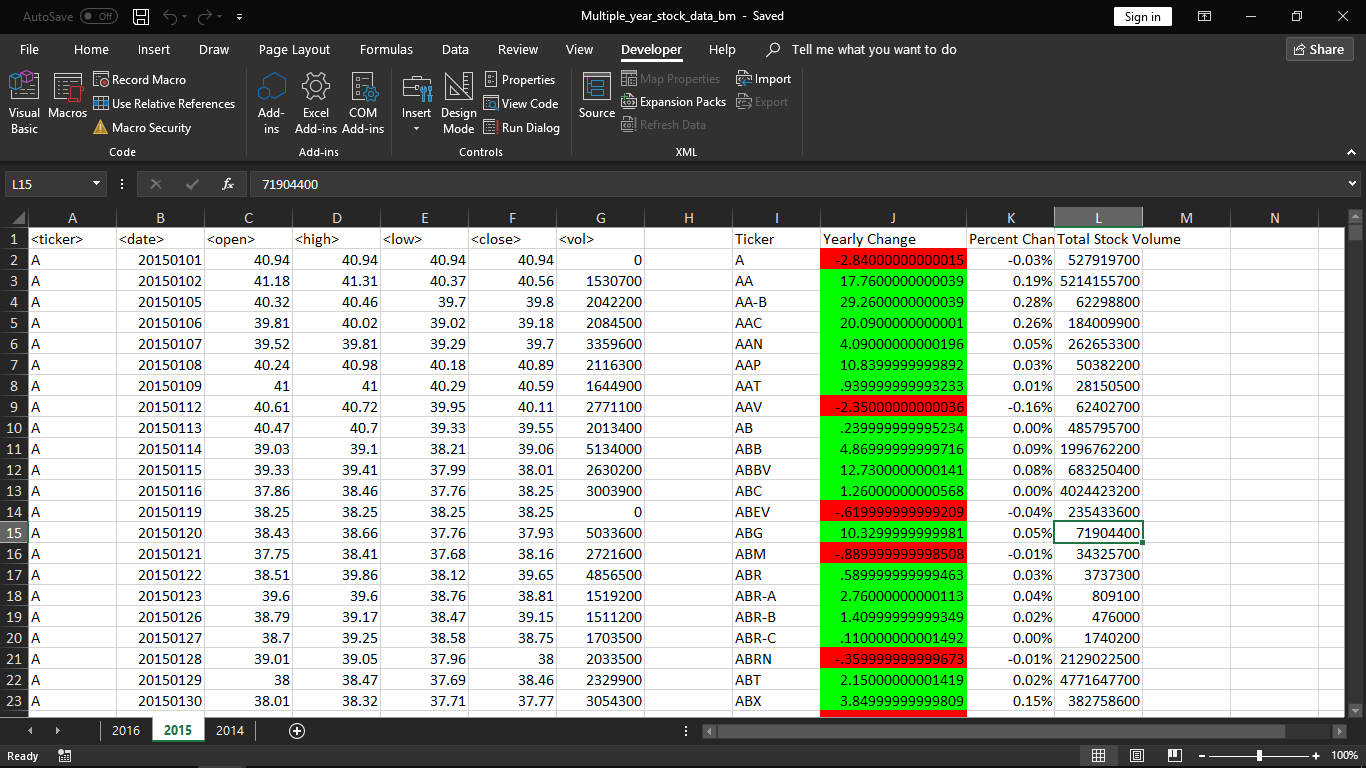 AutoSave Off Multiple_year_stock_data_bm - Saved Sign in
File Home Insert Draw Page Layout Formulas Data Review View Developer Help Tell me what you want to do Share
Visual Basic
Macros
Record Macro
Use Relative References
Macro Security
Code
Add-ins
Excel Add-ins
COM Add-ins
Add-ins
Insert
Design Mode
Properties
View Code
Run Dialog
Controls
Source
Map Properties
Expansion Packs
Refresh Data
Import
Export
XML
L15 fx 71904400
A B C D E F G H I J K L M N
1 <ticker> <date> <open> <high> <low> <close> <vol> Ticker Yearly Change Percent Chan Total Stock Volume
2 A 20150101 40.94 40.94 40.94 40.94 0 A -2.84000000000015 -0.03% 527919700
3 A 20150102 41.18 41.31 40.37 40.56 1530700 AA 17.7600000000039 0.19% 5214155700
4 A 20150105 40.32 40.46 39.7 39.8 2042200 AA-B 29.2600000000039 0.28% 62298800
5 A 20150106 39.81 40.02 39.02 39.18 2084500 AAC 20.0900000000001 0.26% 184009900
6 A 20150107 39.52 39.81 39.29 39.7 3359600 AAN 4.09000000000196 0.05% 262653300
7 A 20150108 40.24 40.98 40.18 40.89 2116300 AAP 10.8399999999892 0.03% 50382200
8 A 20150109 41 41 40.29 40.59 1644900 AAT .939999999993233 0.01% 28150500
9 A 20150112 40.61 40.72 39.95 40.11 2771100 AAV -2.35000000000036 -0.16% 62402700
10 A 20150113 40.47 40.7 39.33 39.55 2013400 AB .239999999995234 0.00% 485795700
11 A 20150114 39.03 39.1 38.21 39.06 5134000 ABB 4.86999999999716 0.09% 1996762200
12 A 20150115 39.33 39.41 37.99 38.01 2630200 ABBV 12.7300000000141 0.08% 683250400
13 A 20150116 37.86 38.46 37.76 38.25 3003900 ABC 1.26000000000568 0.00% 4024423200
14 A 20150119 38.25 38.25 38.25 38.25 0 ABEV -.619999999999209 -0.04% 235433600
15 A 20150120 38.43 38.66 37.76 37.93 5033600 ABG 10.3299999999981 0.05% 71904400
16 A 20150121 37.75 38.41 37.68 38.16 2721600 ABM -.889999999998508 -0.01% 34325700
17 A 20150122 38.51 39.86 38.12 39.65 4856500 ABR .589999999999463 0.03% 3737300
18 A 20150123 39.6 39.6 38.76 38.81 1519200 ABR-A 2.76000000000113 0.04% 809100
19 A 20150126 38.79 39.17 38.47 39.15 1511200 ABR-B 1.40999999999349 0.02% 476000
20 A 20150127 38.7 39.25 38.58 38.75 1703500 ABR-C .110000000001492 0.00% 1740200
21 A 20150128 39.01 39.05 37.96 38 2033500 ABRN -.359999999999673 -0.01% 2129022500
22 A 20150129 38 38.47 37.69 38.46 2329900 ABT 2.15000000001419 0.02% 4771647700
23 A 20150130 38.01 38.32 37.71 37.77 3054300 ABX 3.84999999999809 0.15% 382758600
2016 2015 2014
Ready 100%